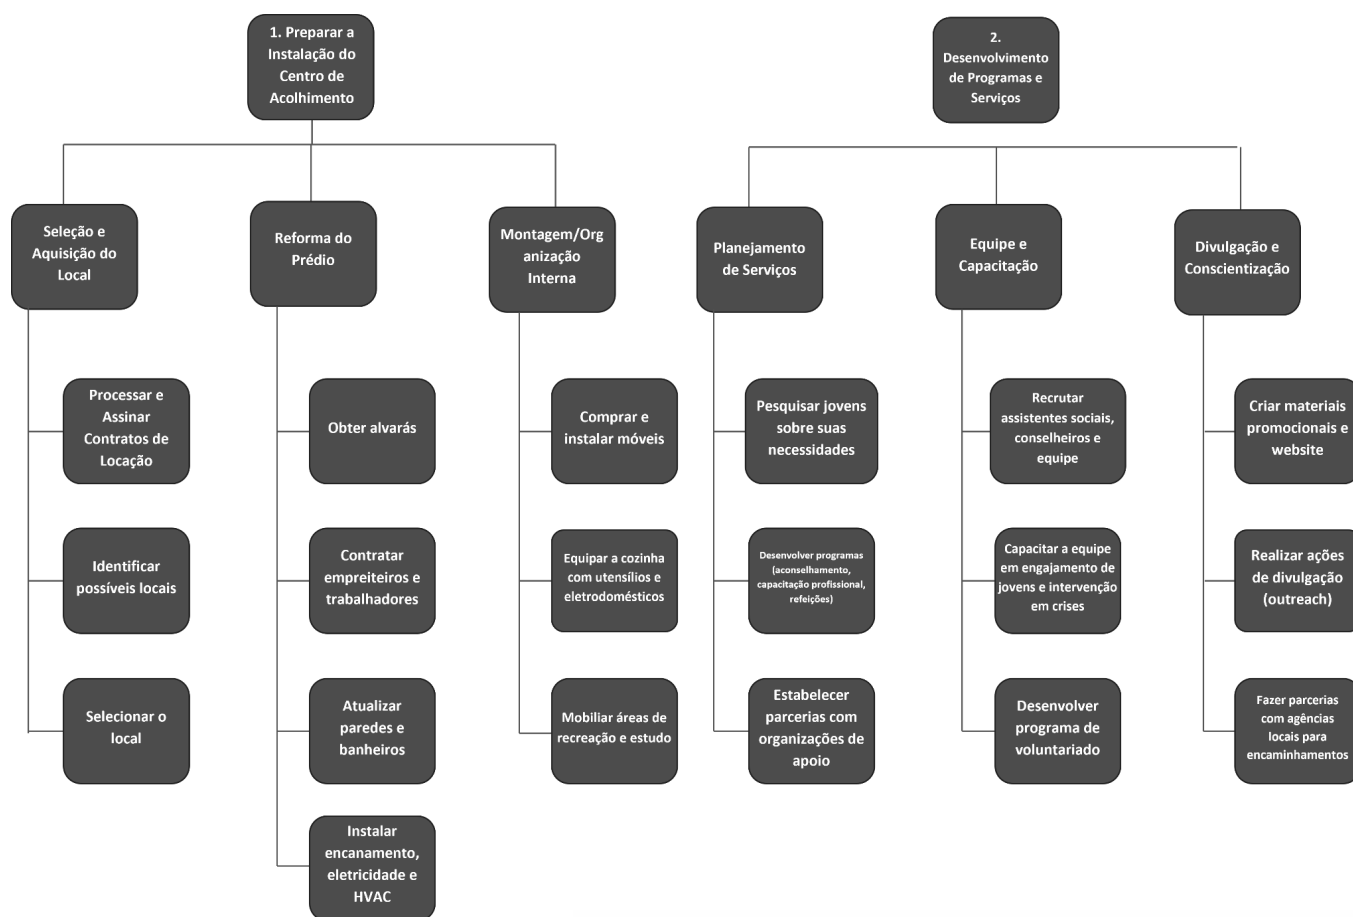 1. Preparar a
Instalação do
Centro de
Acolhimento
2.
Desenvolvimento
de Programas e
Serviços
Seleção e
Aquisição do
Local
Reforma do
Prédio
Montagem/Org
anização
Interna
Planejamento
de Serviços
Equipe e
Capacitação
Divulgação e
Conscientização
Processar e
Assinar
Contratos de
Locação
Obter alvarás
Comprar e
instalar móveis
Pesquisar jovens
sobre suas
necessidades
Recrutar
assistentes sociais,
conselheiros e
equipe
Criar materiais
promocionais e
website
Identificar
possíveis locais
Contratar
empreiteiros e
trabalhadores
Equipar a cozinha
com utensílios e
eletrodomésticos
Desenvolver programas
(aconselhamento,
capacitação profissional,
refeições)
Capacitar a equipe
em engajamento de
jovens e intervenção
em crises
Realizar ações
de divulgação
(outreach)
Selecionar o
local
Atualizar
paredes e
banheiros
Mobiliar áreas de
recreação e estudo
Estabelecer
parcerias com
organizações de
apoio
Desenvolver
programa de
voluntariado
Fazer parcerias
com agências
locais para
encaminhamentos
Instalar
encanamento,
eletricidade e
HVAC